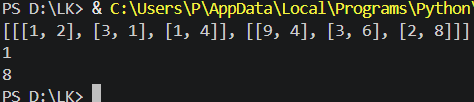 PS D:\LK> & C:\Users\P\AppData\Local\Programs\Python\
[[[1, 2], [3, 1], [1, 4]], [[9, 4], [3, 6], [2, 8]]]
1
8
PS D:\LK>